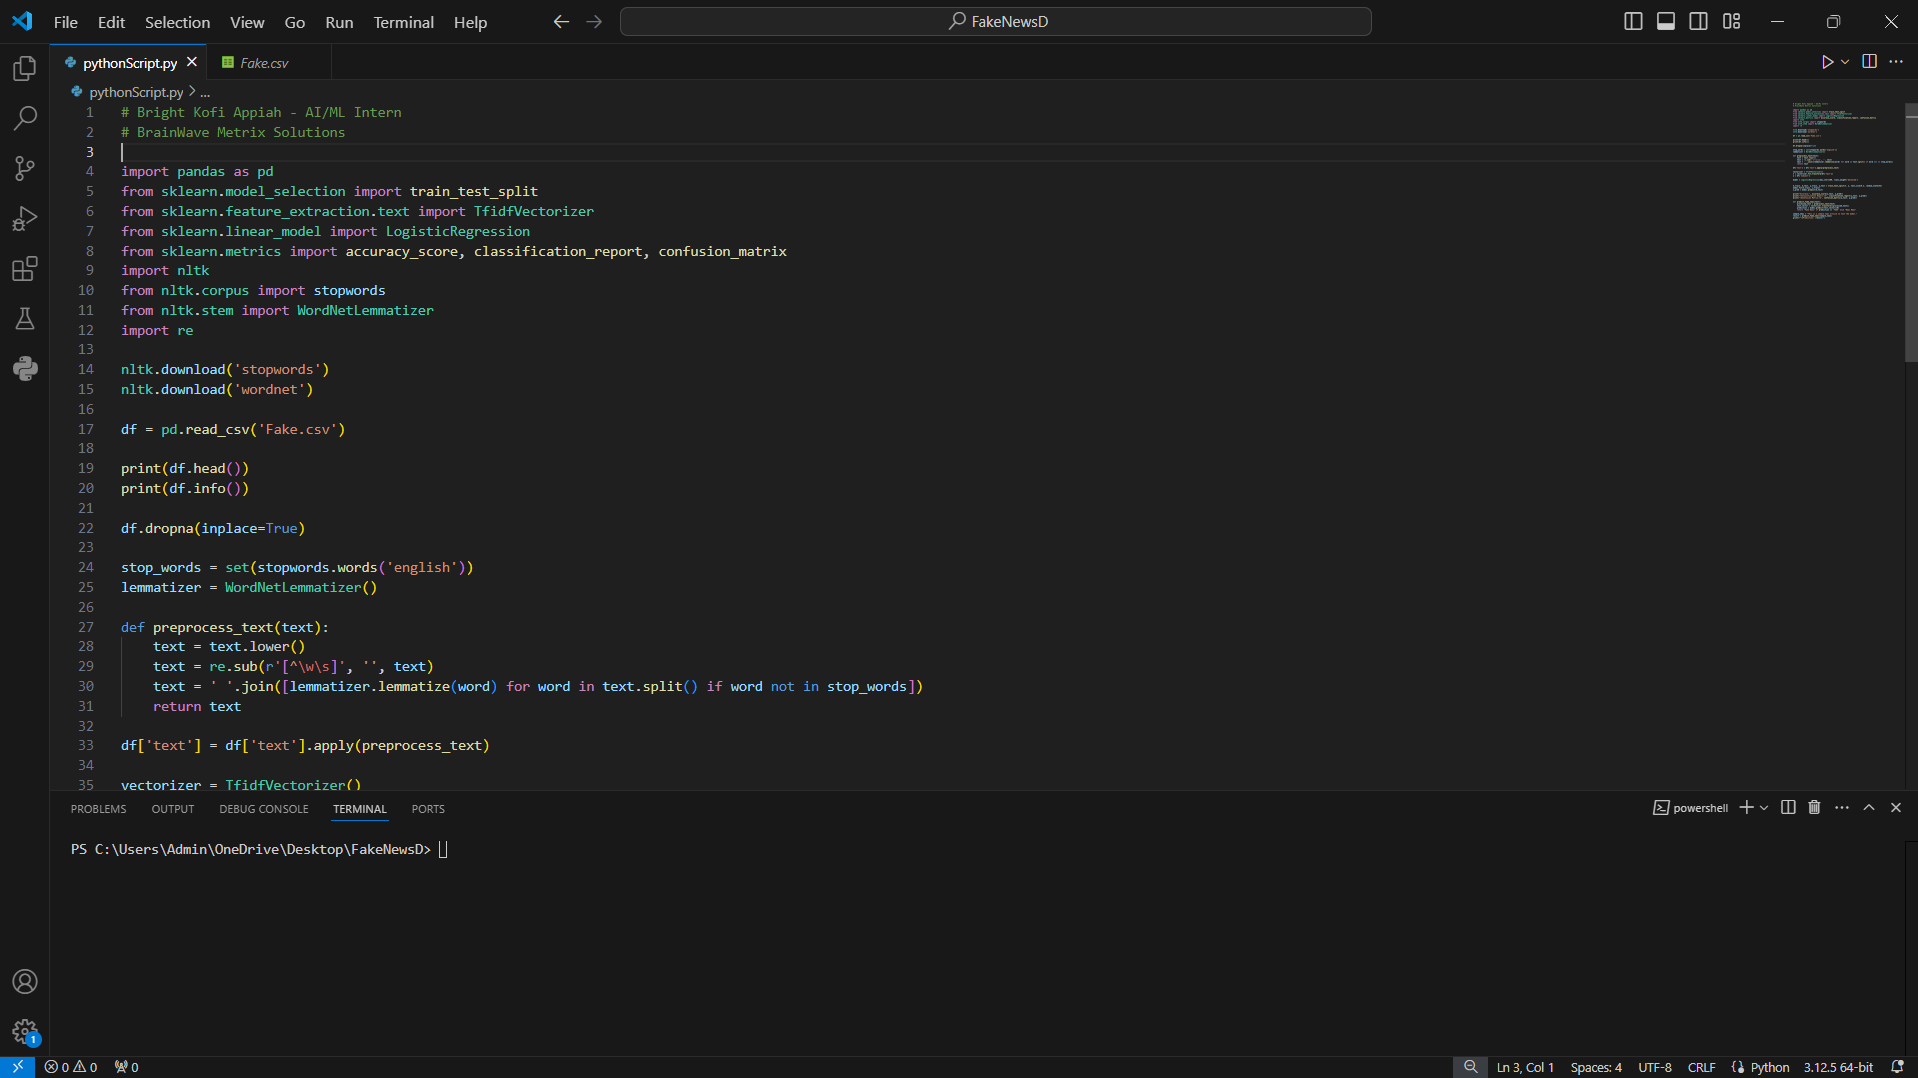 File Edit Selection View Go Run Terminal Help
FakeNewsD
pythonScript.py
Fake.csv
pythonScript.py > ...
1 # Bright Kofi Appiah - AI/ML Intern
2 # BrainWave Metrix Solutions
3
4 import pandas as pd
5 from sklearn.model_selection import train_test_split
6 from sklearn.feature_extraction.text import TfidfVectorizer
7 from sklearn.linear_model import LogisticRegression
8 from sklearn.metrics import accuracy_score, classification_report, confusion_matrix
9 import nltk
10 from nltk.corpus import stopwords
11 from nltk.stem import WordNetLemmatizer
12 import re
13
14 nltk.download('stopwords')
15 nltk.download('wordnet')
16
17 df = pd.read_csv('Fake.csv')
18
19 print(df.head())
20 print(df.info())
21
22 df.dropna(inplace=True)
23
24 stop_words = set(stopwords.words('english'))
25 lemmatizer = WordNetLemmatizer()
26
27 def preprocess_text(text):
28     text = text.lower()
29     text = re.sub(r'[^\w\s]', '', text)
30     text = ' '.join([lemmatizer.lemmatize(word) for word in text.split() if word not in stop_words])
31     return text
32
33 df['text'] = df['text'].apply(preprocess_text)
34
35 vectorizer = TfidfVectorizer()
PROBLEMS OUTPUT DEBUG CONSOLE TERMINAL PORTS
powershell
PS C:\Users\Admin\OneDrive\Desktop\FakeNewsD>
1
0 0 0
Ln 3, Col 1 Spaces: 4 UTF-8 CRLF Python 3.12.5 64-bit